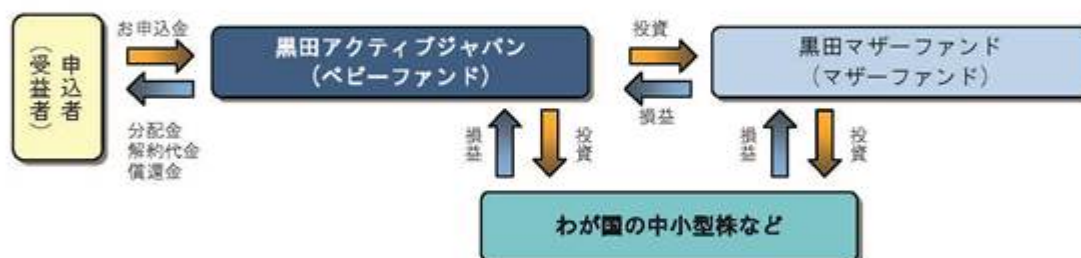 申込者
（受益者）
お申込金
分配金
解約代金
償還金
黒田アクティブジャパン
（ベビーファンド）
投資
損益
黒田マザーファンド
（マザーファンド）
損益
投資
損益
投資
わが国の中小型株など